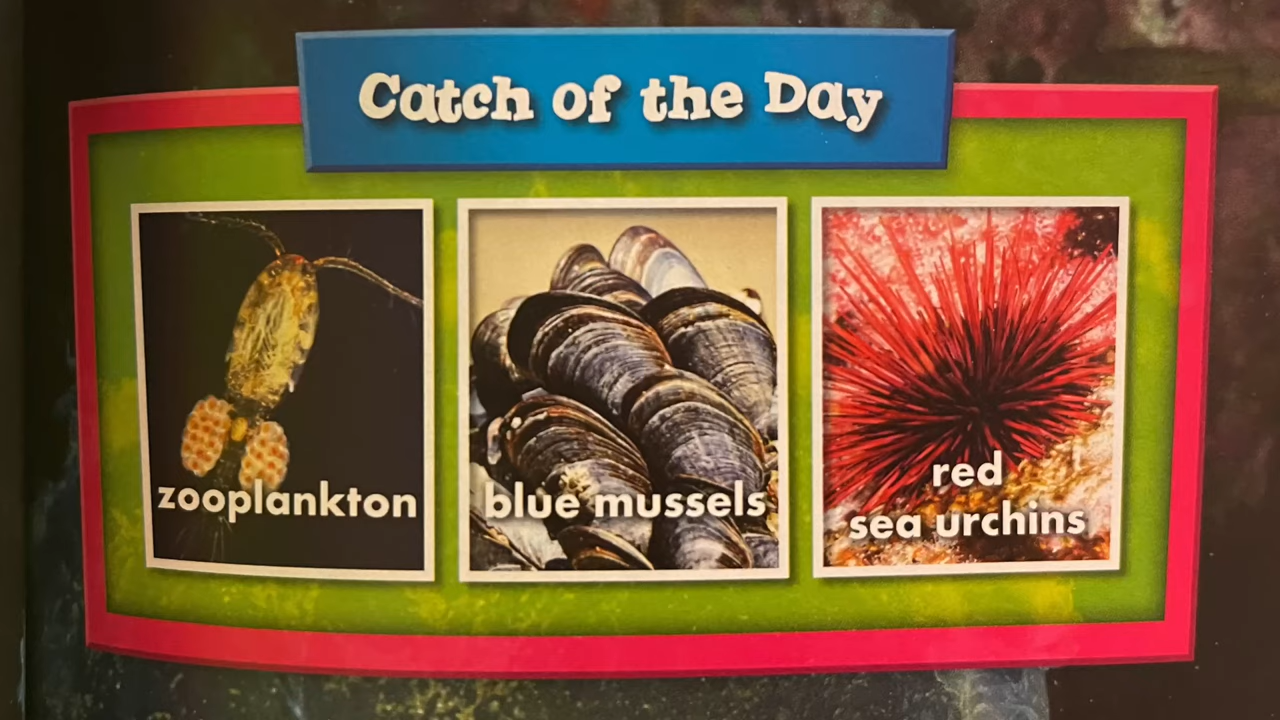 Catch of the Day
zooplankton
blue mussels
red
sea urchins